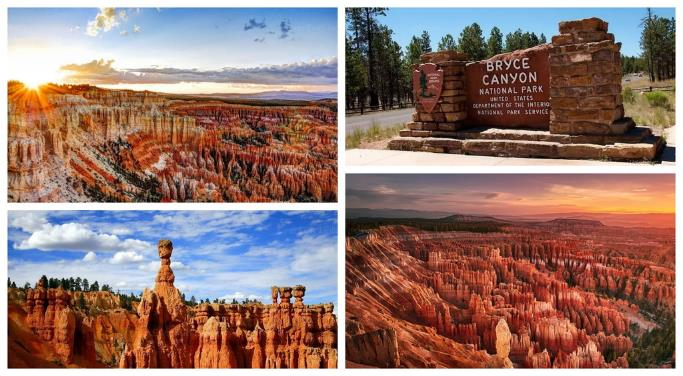 BRYCE
CANYON
NATIONAL PARK
UNITED STATES
DEPARTMENT OF THE INTERIOR
NATIONAL PARK SERVICE